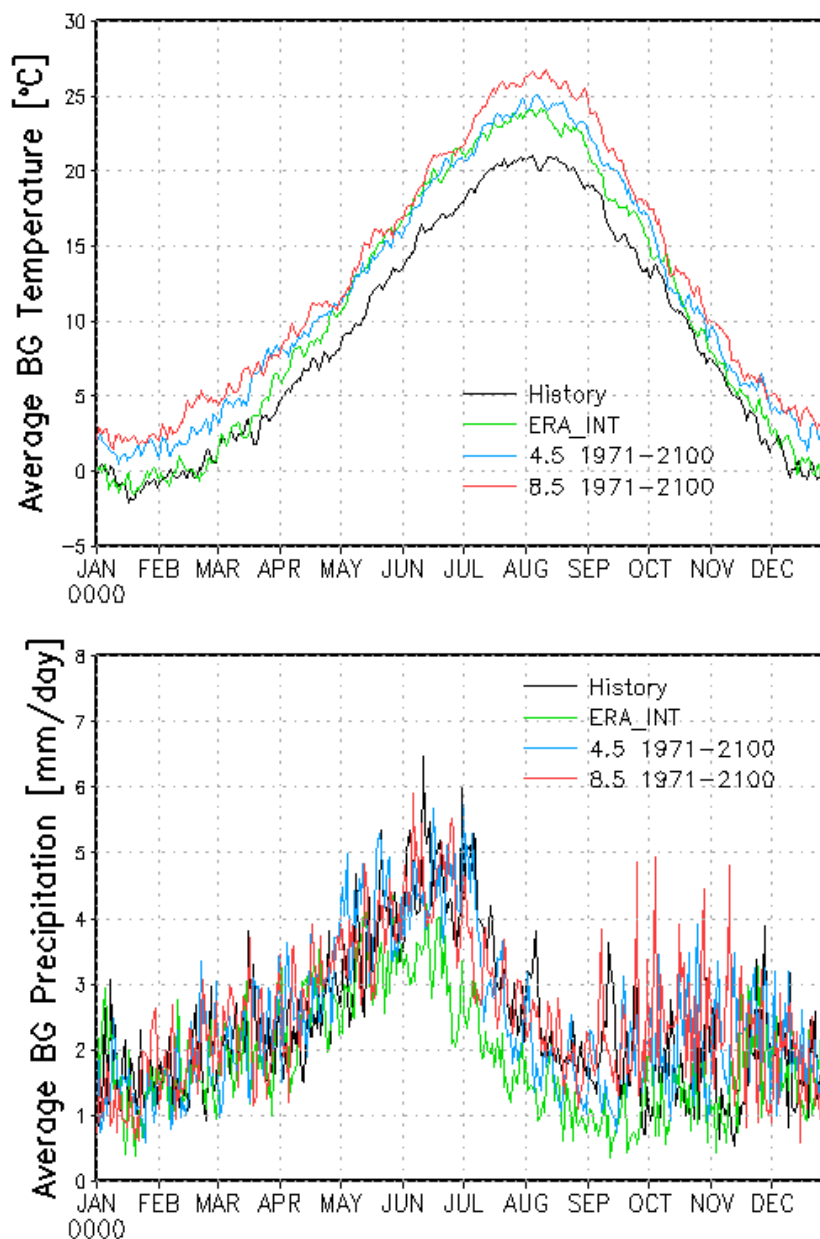 Average BG Temperature [°C]
30
25
20
15
10
5
0
-5
History
ERA_INT
4.5 1971-2100
8.5 1971-2100
JAN FEB MAR APR MAY JUN JUL AUG SEP OCT NOV DEC
0000
Average BG Precipitation [mm/day]
8
7
6
5
4
3
2
1
0
History
ERA_INT
4.5 1971-2100
8.5 1971-2100
JAN FEB MAR APR MAY JUN JUL AUG SEP OCT NOV DEC
0000